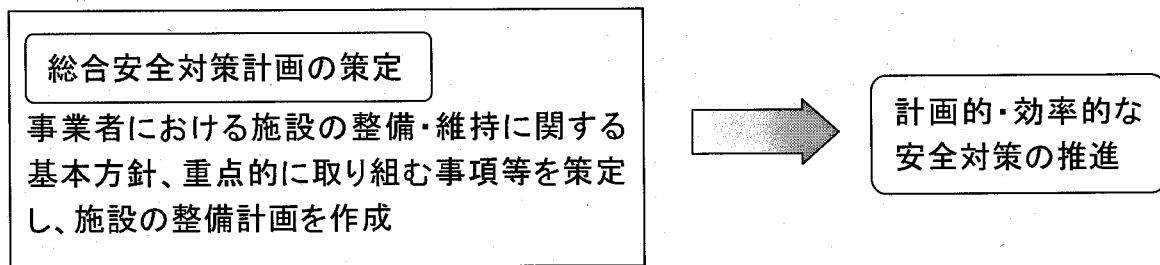 総合安全対策計画の策定
事業者における施設の整備・維持に関する
基本方針、重点的に取り組む事項等を策定
し、施設の整備計画を作成
計画的・効率的な
安全対策の推進